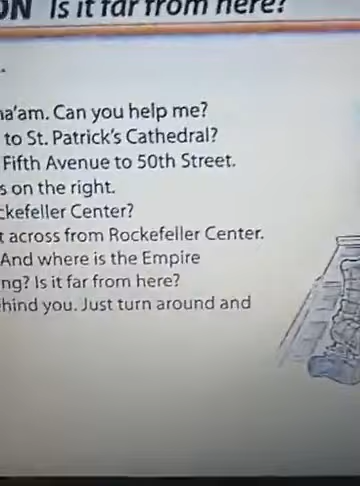 ON Is it far from here?
ma'am. Can you help me?
to St. Patrick's Cathedral?
Fifth Avenue to 50th Street.
s on the right.
ckefeller Center?
t across from Rockefeller Center.
And where is the Empire
ng? Is it far from here?
hind you. Just turn around and